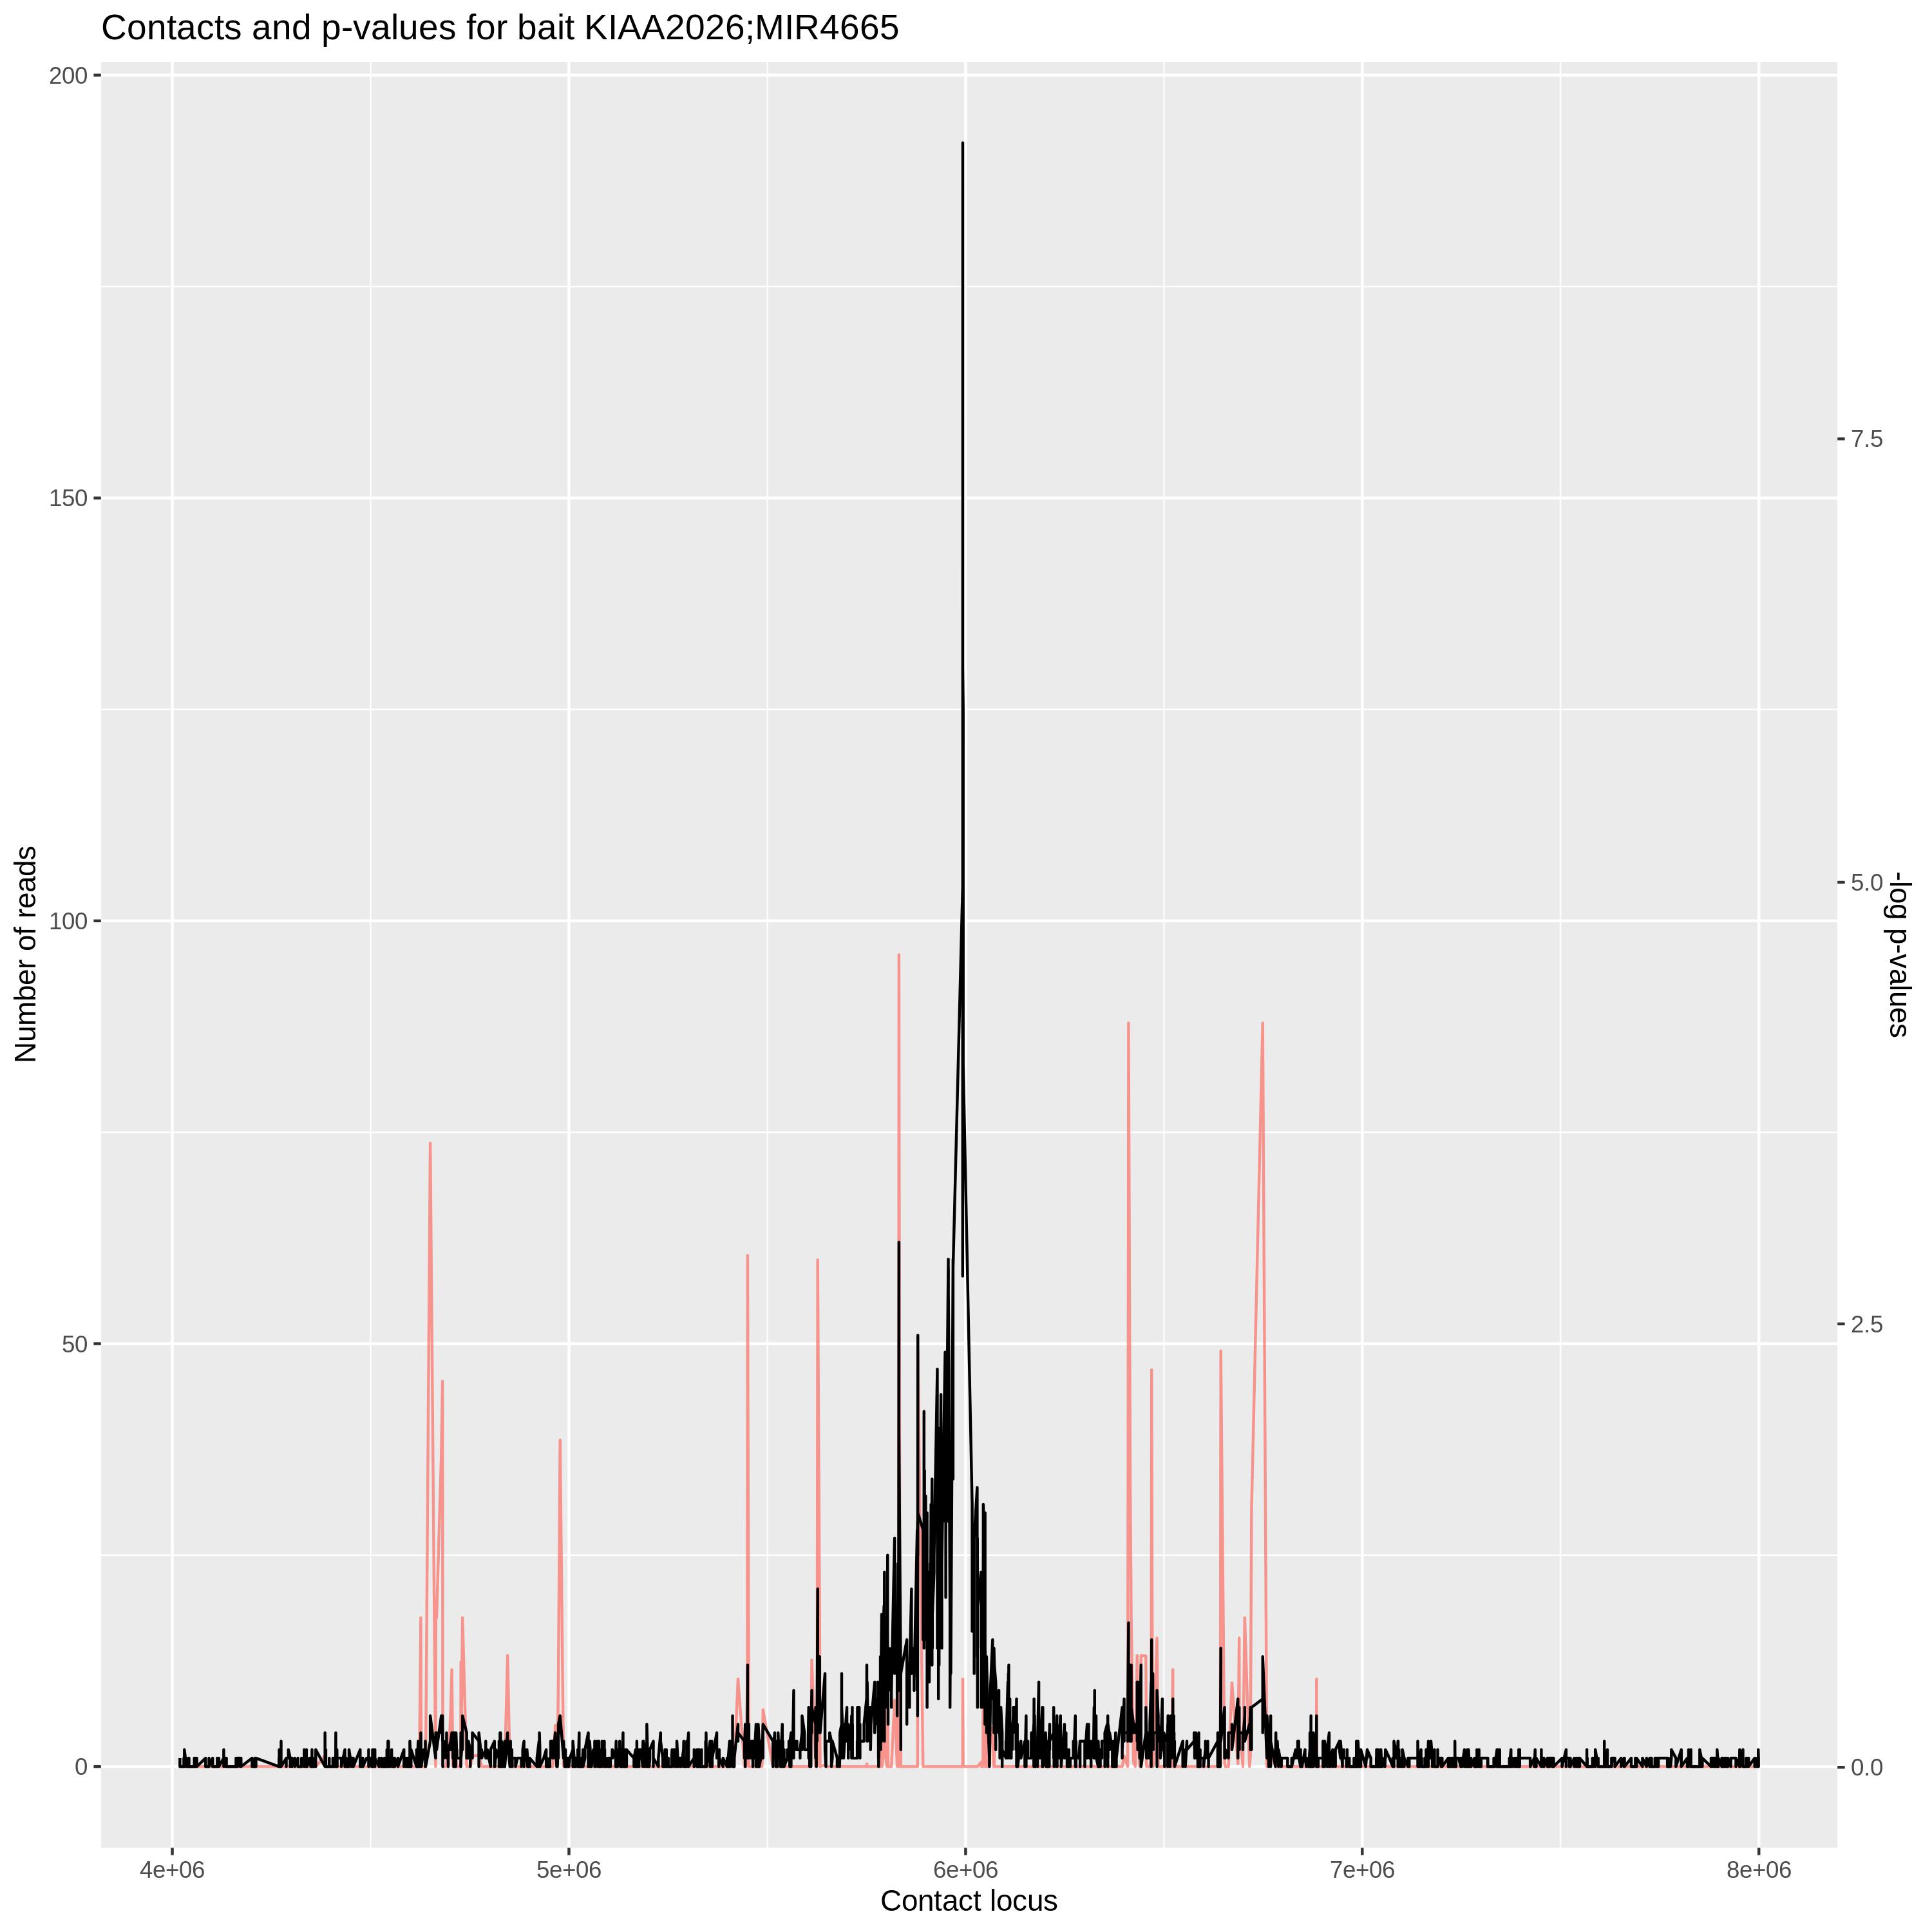 Contacts and p-values for bait KIAA2026;MIR4665
200
150
100
50
0
Number of reads
7.5
5.0
2.5
0.0
-log p-values
4e+06
5e+06
6e+06
7e+06
8e+06
Contact locus